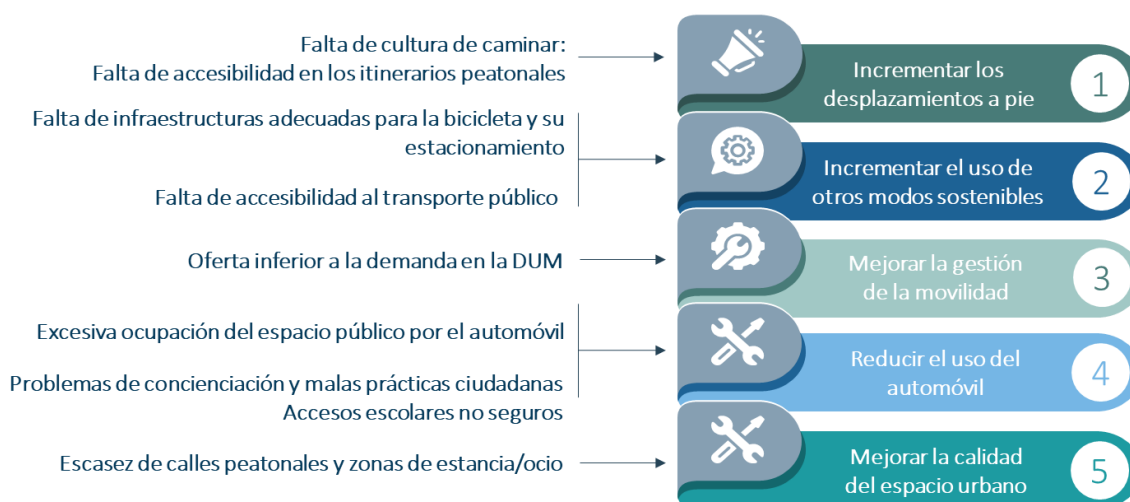 Falta de cultura de caminar:
Falta de accesibilidad en los itinerarios peatonales
Incrementar los
desplazamientos a pie
1
Falta de infraestructuras adecuadas para la bicicleta y su
estacionamiento
Falta de accesibilidad al transporte público
Incrementar el uso de
otros modos sostenibles
2
Oferta inferior a la demanda en la DUM
Mejorar la gestión
de la movilidad
3
Excesiva ocupación del espacio público por el automóvil
Problemas de concienciación y malas prácticas ciudadanas
Accesos escolares no seguros
Reducir el uso del
automóvil
4
Escasez de calles peatonales y zonas de estancia/ocio
Mejorar la calidad
del espacio urbano
5